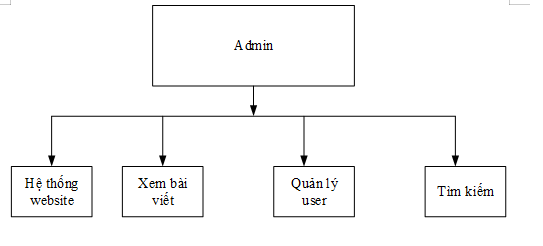 Admin
Hệ thống
website
Xem bài
viết
Quản lý
user
Tìm kiếm